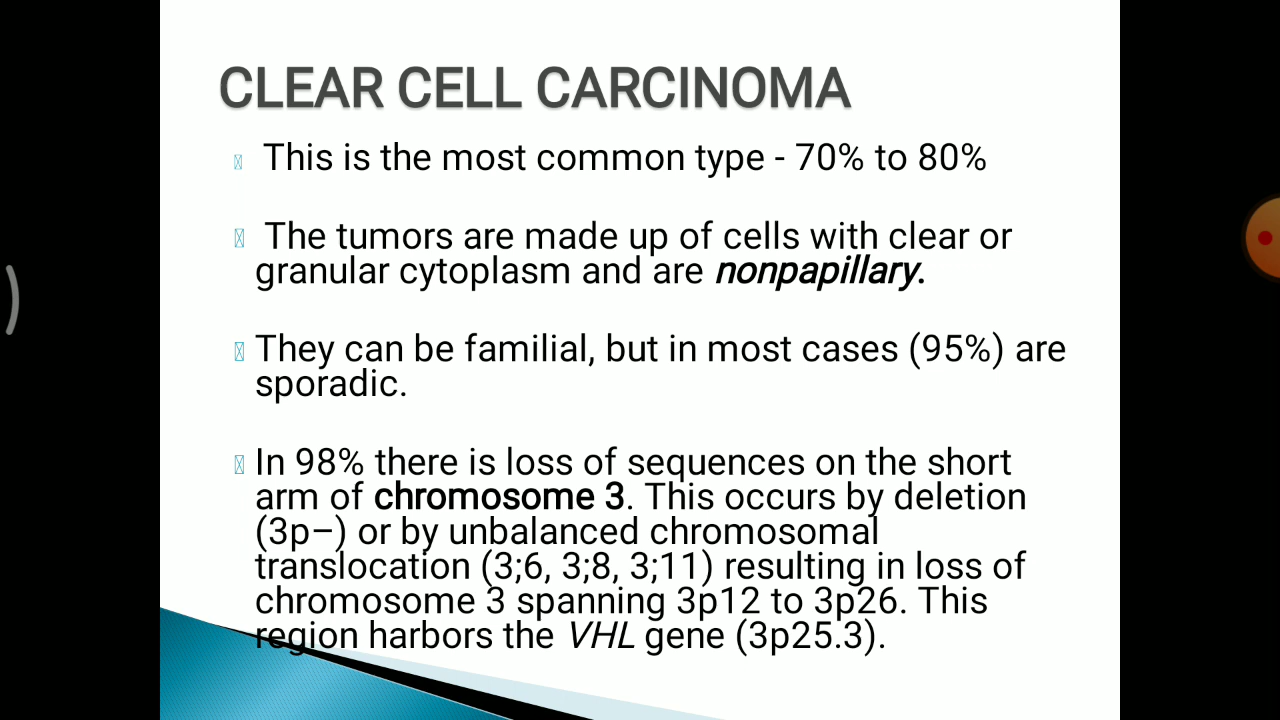 CLEAR CELL CARCINOMA
This is the most common type - 70% to 80%
The tumors are made up of cells with clear or
granular cytoplasm and are nonpapillary.
They can be familial, but in most cases (95%) are
sporadic.
In 98% there is loss of sequences on the short
arm of chromosome 3. This occurs by deletion
(3p–) or by unbalanced chromosomal
translocation (3;6, 3;8, 3;11) resulting in loss of
chromosome 3 spanning 3p12 to 3p26. This
region harbors the VHL gene (3p25.3).